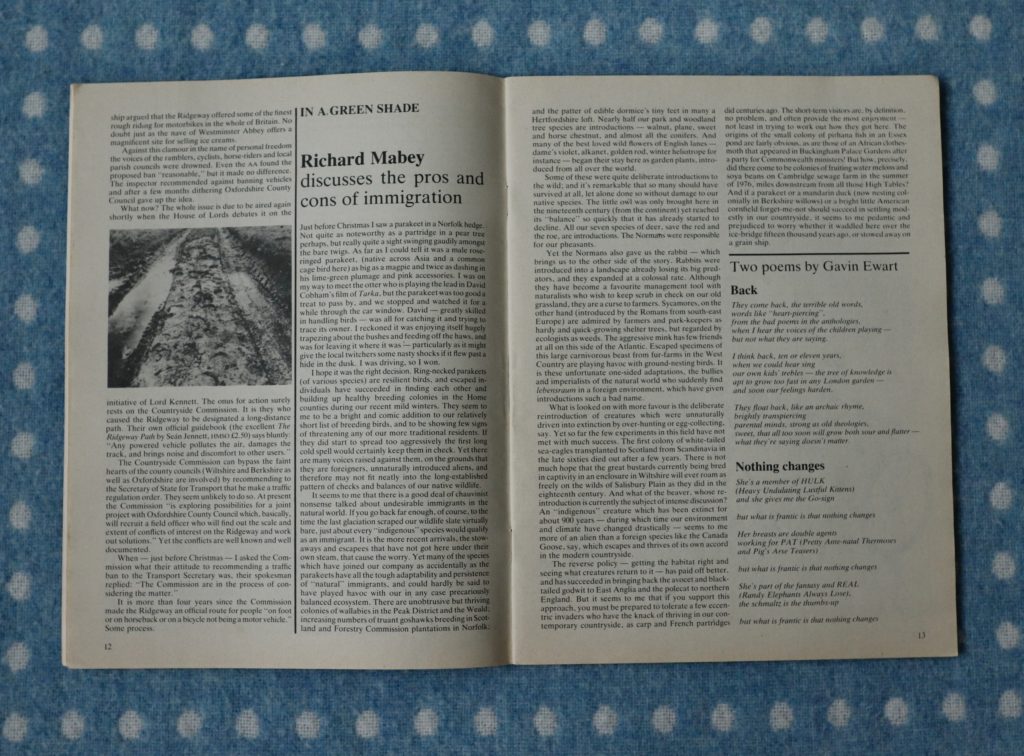 ship argued that the Ridgeway offered some of the finest
rough riding for motorbikes in the whole of Britain. No
doubt just as the nave of Westminster Abbey offers a
magnificent site for selling ice creams.
Against this clamour in the name of personal freedom
the voices of the ramblers, cyclists, horse-riders and local
parish councils were drowned. Even the AA found the
proposed ban "reasonable," but it made no difference.
The inspector recommended against banning vehicles
and after a few months dithering Oxfordshire County
Council gave up the idea.
What now? The whole issue is due to be aired again
shortly when the House of Lords debates it on the
initiative of Lord Kennett. The onus for action surely
rests on the Countryside Commission. It is they who
caused the Ridgeway to be designated a long-distance
path. Their own official guidebook (the excellent The
Ridgeway Path by Seán Jennett, HMSO £2.50) says bluntly:
"Any powered vehicle pollutes the air, damages the
track, and brings noise and discomfort to other users."
The Countryside Commission can bypass the faint
hearts of the county councils (Wiltshire and Berkshire as
well as Oxfordshire are involved) by recommending to
the Secretary of State for Transport that he make a traffic
regulation order. They seem unlikely to do so. At present
the Commission "is exploring possibilities for a joint
project with Oxfordshire County Council which, basically,
will recruit a field officer who will find out the scale and
extent of conflicts of interest on the Ridgeway and work
out solutions." Yet the conflicts are well known and well
documented.
When — just before Christmas — I asked the Com-
mission what their attitude to recommending a traffic
ban to the Transport Secretary was, their spokesman
replied: "The Commission are in the process of con-
sidering the matter."
It is more than four years since the Commission
made the Ridgeway an official route for people "on foot
or on horseback or on a bicycle not being a motor vehicle."
Some process.
12
IN A GREEN SHADE
Richard Mabey
discusses the pros and
cons of immigration
Just before Christmas I saw a parakeet in a Norfolk hedge.
Not quite as noteworthy as a partridge in a pear tree
perhaps, but really quite a sight swinging gaudily amongst
the bare twigs. As far as I could tell it was a male rose-
ringed parakeet, (native across Asia and a common
cage bird here) as big as a magpie and twice as dashing in
his lime-green plumage and pink accessories. I was on
my way to meet the otter who is playing the lead in David
Cobham's film of Tarka, but the parakeet was too good a
treat to pass by, and we stopped and watched it for a
while through the car window. David — greatly skilled
in handling birds — was all for catching it and trying to
trace its owner. I reckoned it was enjoying itself hugely
trapezing about the bushes and feeding off the haws, and
was for leaving it where it was — particularly as it might
give the local twitchers some nasty shocks if it flew past a
hide in the dusk. I was driving, so I won.
I hope it was the right decision. Ring-necked parakeets
(of various species) are resilient birds, and escaped in-
dividuals have succeeded in finding each other and
building up healthy breeding colonies in the Home
counties during our recent mild winters. They seem to
me to be a bright and comic addition to our relatively
short list of breeding birds, and to be showing few signs
of threatening any of our more traditional residents. If
they did start to spread too aggressively the first long
cold spell would certainly keep them in check. Yet there
are many voices raised against them, on the grounds that
they are foreigners, unnaturally introduced aliens, and
therefore may not fit neatly into the long-established
pattern of checks and balances of our native wildlife.
It seems to me that there is a good deal of chauvinist
nonsense talked about undesirable immigrants in the
natural world. If you go back far enough, of course, to the
time the last glaciation scraped our wildlife slate virtually
bare, just about every "indigenous" species would qualify
as an immigrant. It is the more recent arrivals, the stow-
aways and escapees that have not got here under their
own steam, that cause the worry. Yet many of the species
which have joined our company as accidentally as the
parakeets have all the tough adaptability and persistence
of "natural" immigrants, and could hardly be said to
have played havoc with our in any case precariously
balanced ecosystem. There are unobtrusive but thriving
colonies of wallabies in the Peak District and the Weald;
increasing numbers of truant goshawks breeding in Scot-
land and Forestry Commission plantations in Norfolk;
and the patter of edible dormice's tiny feet in many a
Hertfordshire loft. Nearly half our park and woodland
tree species are introductions — walnut, plane, sweet
and horse chestnut, and almost all the conifers. And
many of the best loved wild flowers of English lanes —
dame's violet, alkanet, golden rod, winter heliotrope for
instance — began their stay here as garden plants, intro-
duced from all over the world.
Some of these were quite deliberate introductions to
the wild; and it's remarkable that so many should have
survived at all, let alone done so without damage to our
native species. The little owl was only brought here in
the nineteenth century (from the continent) yet reached
its "balance" so quickly that it has already started to
decline. All our seven species of deer, save the red and
the roe, are introductions. The Normans were responsible
for our pheasants.
Yet the Normans also gave us the rabbit — which
brings us to the other side of the story. Rabbits were
introduced into a landscape already losing its big pred-
ators, and they expanded at a colossal rate. Although
they have become a favourite management tool with
naturalists who wish to keep scrub in check on our old
grassland, they are a curse to farmers. Sycamores, on the
other hand (introduced by the Romans from south-east
Europe) are admired by farmers and park-keepers as
hardy and quick-growing shelter trees, but regarded by
ecologists as weeds. The aggressive mink has few friends
at all on this side of the Atlantic. Escaped specimens of
this large carnivorous beast from fur-farms in the West
Country are playing havoc with ground-nesting birds. It
is these unfortunate one-sided adaptations, the bullies
and imperialists of the natural world who suddenly find
lebensraum in a foreign environment, which have given
introductions such a bad name.
What is looked on with more favour is the deliberate
reintroduction of creatures which were unnaturally
driven into extinction by over-hunting or egg-collecting,
say. Yet so far the few experiments in this field have not
met with much success. The first colony of white-tailed
sea-eagles transplanted to Scotland from Scandinavia in
the late sixties died out after a few years. There is not
much hope that the great bustards currently being bred
in captivity in an enclosure in Wiltshire will ever roam as
freely on the wilds of Salisbury Plain as they did in the
eighteenth century. And what of the beaver, whose re-
introduction is currently the subject of intense discussion?
An "indigenous" creature which has been extinct for
about 900 years — during which time our environment
and climate have changed drastically — seems to me
more of an alien than a foreign species like the Canada
Goose, say, which escapes and thrives of its own accord
in the modern countryside.
The reverse policy — getting the habitat right and
seeing what creatures return to it — has paid off better,
and has succeeded in bringing back the avocet and black-
tailed godwit to East Anglia and the polecat to northern
England. But it seems to me that if you support this
approach, you must be prepared to tolerate a few eccen-
tric invaders who have the knack of thriving in our con-
temporary countryside, as carp and French partridges
did centuries ago. The short-term visitors are, by definition,
no problem, and often provide the most enjoyment —
not least in trying to work out how they got here. The
origins of the small colony of pirhana fish in an Essex
pond are fairly obvious, as are those of an African clothes-
moth that appeared in Buckingham Palace Gardens after
a party for Commonwealth ministers! But how, precisely,
did there come to be colonies of fruiting water melons and
soya beans on Cambridge sewage farm in the summer
of 1976, miles downstream from all those High Tables?
And if a parakeet or a mandarin duck (now nesting col-
onially in Berkshire willows) or a bright little American
cornfield forget-me-not should succeed in settling mod-
estly in our countryside, it seems to me pedantic and
prejudiced to worry whether it waddled here over the
ice-bridge fifteen thousand years ago, or stowed away on
a grain ship.
Two poems by Gavin Ewart
Back
They come back, the terrible old words,
words like "heart-piercing",
from the bad poems in the anthologies,
when I hear the voices of the children playing —
but not what they are saying.
I think back, ten or eleven years,
when we could hear sing
our own kids' trebles — the tree of knowledge is
apt to grow too fast in any London garden —
and soon our feelings harden.
They float back, like an archaic rhyme,
brightly transpiercing
parental minds, strong as old theologies,
sweet, that all too soon will grow both sour and flatter —
what they're saying doesn't matter.
Nothing changes
She's a member of HULK
(Heavy Undulating Lustful Kittens)
and she gives me the Go-sign
but what is frantic is that nothing changes
Her breasts are double agents
working for PAT (Pretty Ante-natal Thermoses
and Pig's Arse Teasers)
but what is frantic is that nothing changes
She's part of the fantasy and REAL
(Randy Elephants Always Lose),
the schmaltz is the thumbs-up
but what is frantic is that nothing changes
13